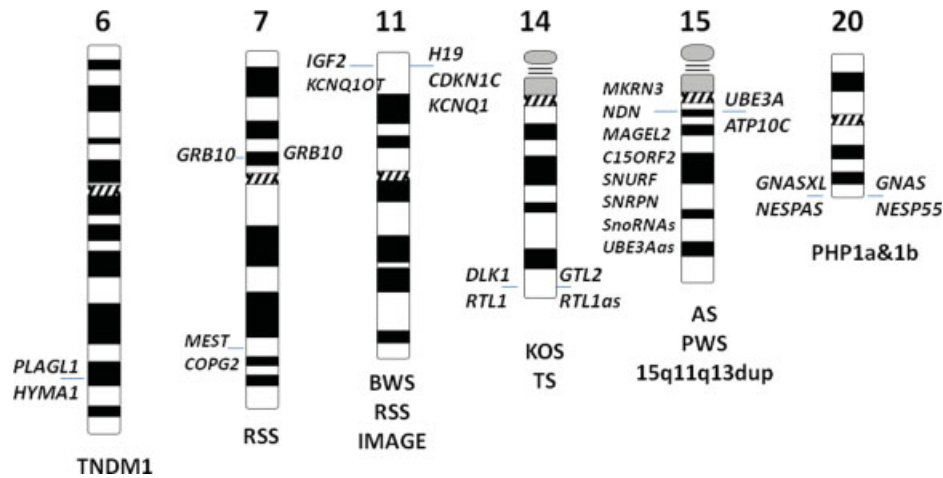 6
7
11
14
15
20
PLAGL1
HYMA1
TNDM1
GRB10
GRB10
MEST
COPG2
RSS
IGF2
KCNQ1OT
H19
CDKN1C
KCNQ1
BWS
RSS
IMAGE
DLK1
RTL1
GTL2
RTL1as
KOS
TS
MKRN3
NDN
MAGEL2
C15ORF2
SNURF
SNRPN
SnoRNAs
UBE3Aas
UBE3A
ATP10C
AS
PWS
15q11q13dup
GNASXL
NESPAS
GNAS
NESP55
PHP1a&1b